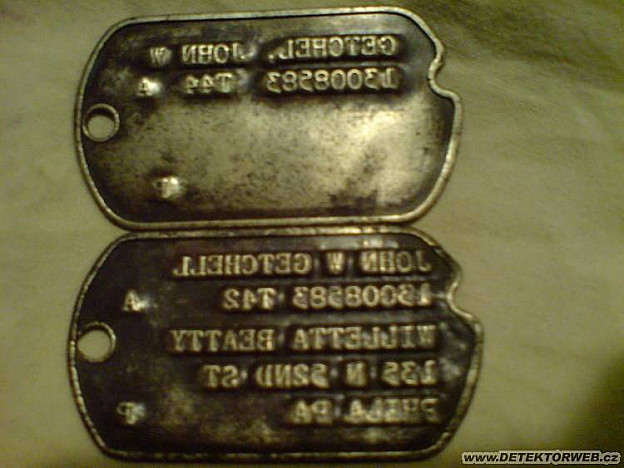 GETCHEL, JOHN W
13008583 T44 A
P
JOHN W GETCHELL
13008583 T42 A
WILLETTA BEATTY
135 N 52ND ST
PHILA PA P
www.DETEKTORWEB.cz